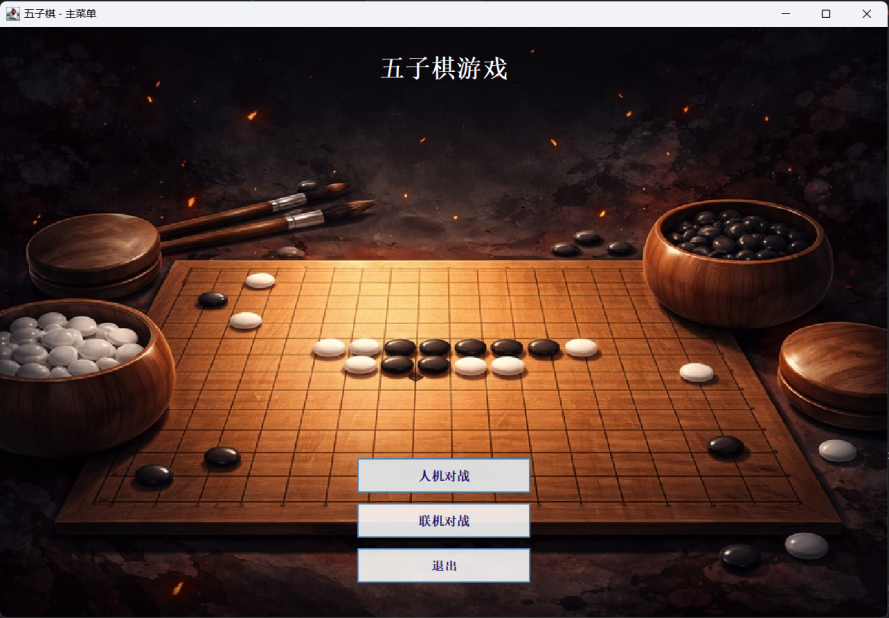 五子棋 - 主菜单
五子棋游戏
人机对战
联机对战
退出